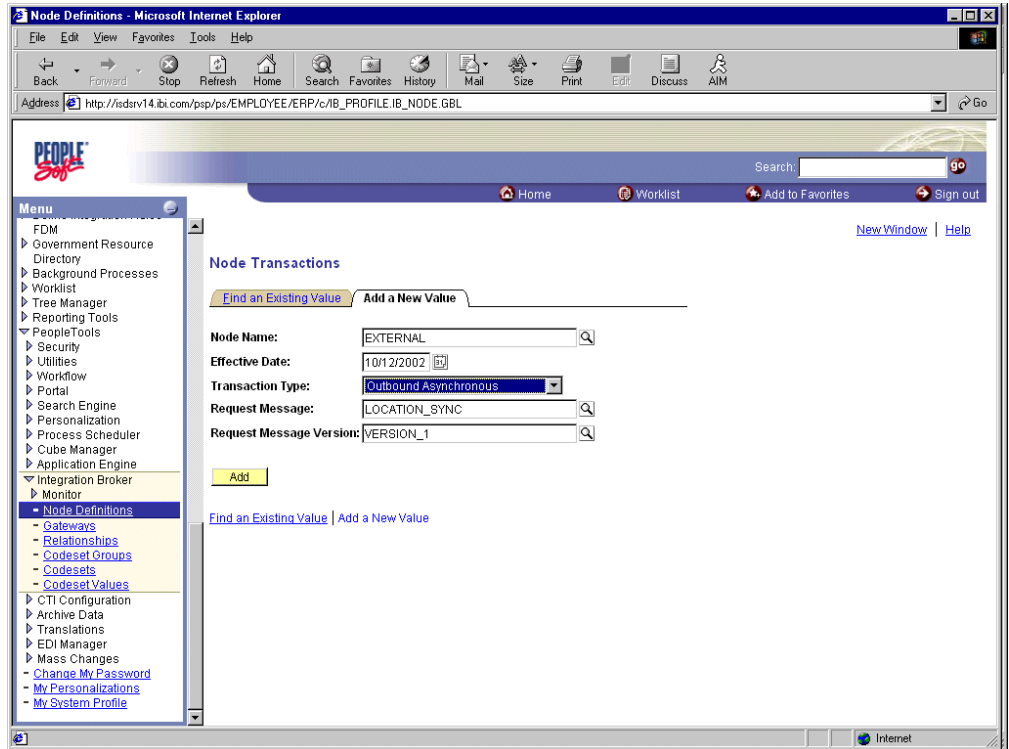 Node Definitions - Microsoft Internet Explorer
File Edit View Favorites Tools Help
Back Forward Stop Refresh Home Search Favorites History Mail Size Print Edit Discuss AIM
Address http://isdsrv14.ibi.com/psp/ps/EMPLOYEE/ERP/c/IB_PROFILE.IB_NODE.GBL Go
PEOPLE
Soft
Search: go
Home Worklist Add to Favorites Sign out
Menu
FDM
Government Resource
Directory
Background Processes
Worklist
Tree Manager
Reporting Tools
PeopleTools
Security
Utilities
Workflow
Portal
Search Engine
Personalization
Process Scheduler
Cube Manager
Application Engine
Integration Broker
Monitor
- Node Definitions
- Gateways
- Relationships
- Codeset Groups
- Codesets
- Codeset Values
CTI Configuration
Archive Data
Translations
EDI Manager
Mass Changes
- Change My Password
- My Personalizations
- My System Profile
New Window | Help
Node Transactions
Find an Existing Value / Add a New Value \
Node Name: EXTERNAL
Effective Date: 10/12/2002
Transaction Type: Outbound Asynchronous
Request Message: LOCATION_SYNC
Request Message Version: VERSION_1
Add
Find an Existing Value | Add a New Value
Internet